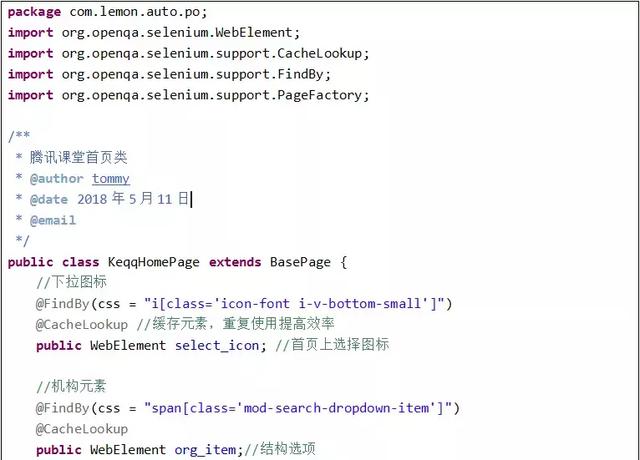 package com.lemon.auto.po;
import org.openqa.selenium.WebElement;
import org.openqa.selenium.support.CacheLookup;
import org.openqa.selenium.support.FindBy;
import org.openqa.selenium.support.PageFactory;
/**
 * 腾讯课堂首页类
 * @author tommy
 * @date 2018 年 5 月 11 日
 * @email
 */
public class KeqqHomePage extends BasePage {
    //下拉图标
    @FindBy(css = "i[class='icon-font i-v-bottom-small']")
    @CacheLookup //缓存元素，重复使用提高效率
    public WebElement select_icon; //首页上选择图标
    //机构元素
    @FindBy(css = "span[class='mod-search-dropdown-item']")
    @CacheLookup
    public WebElement org_item;//结构选项